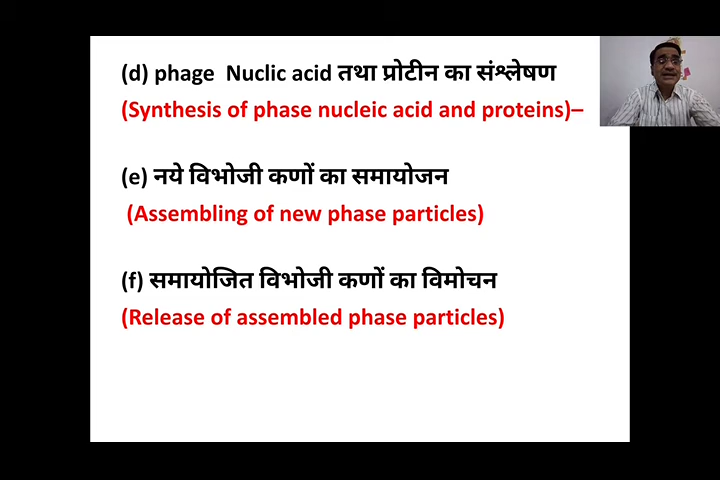 (d) phage Nuclic acid तथा प्रोटीन का संश्लेषण
(Synthesis of phase nucleic acid and proteins)–
(e) नये विभोजी कणों का समायोजन
(Assembling of new phase particles)
(f) समायोजित विभोजी कणों का विमोचन
(Release of assembled phase particles)